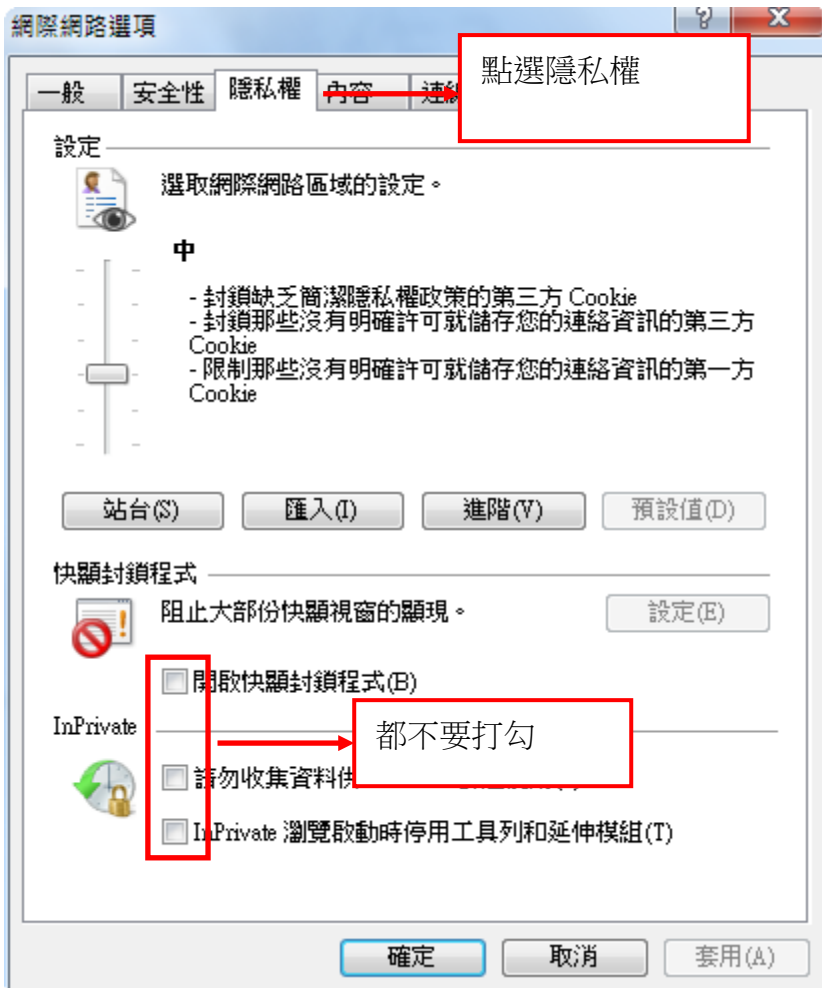 網際網路選項
一般 安全性 隱私權 內容
點選隱私權
設定
選取網際網路區域的設定。
中
- 封鎖缺乏簡潔隱私權政策的第三方 Cookie
- 封鎖那些沒有明確許可就儲存您的連絡資訊的第三方
Cookie
- 限制那些沒有明確許可就儲存您的連絡資訊的第一方
Cookie
站台(S) 匯入(I) 進階(V) 預設值(D)
快顯封鎖程式
阻止大部份快顯視窗的顯現。 設定(E)
開啟快顯封鎖程式(B)
InPrivate
都不要打勾
請勿收集資料供
InPrivate 瀏覽啟動時停用工具列和延伸模組(T)
確定 取消 套用(A)